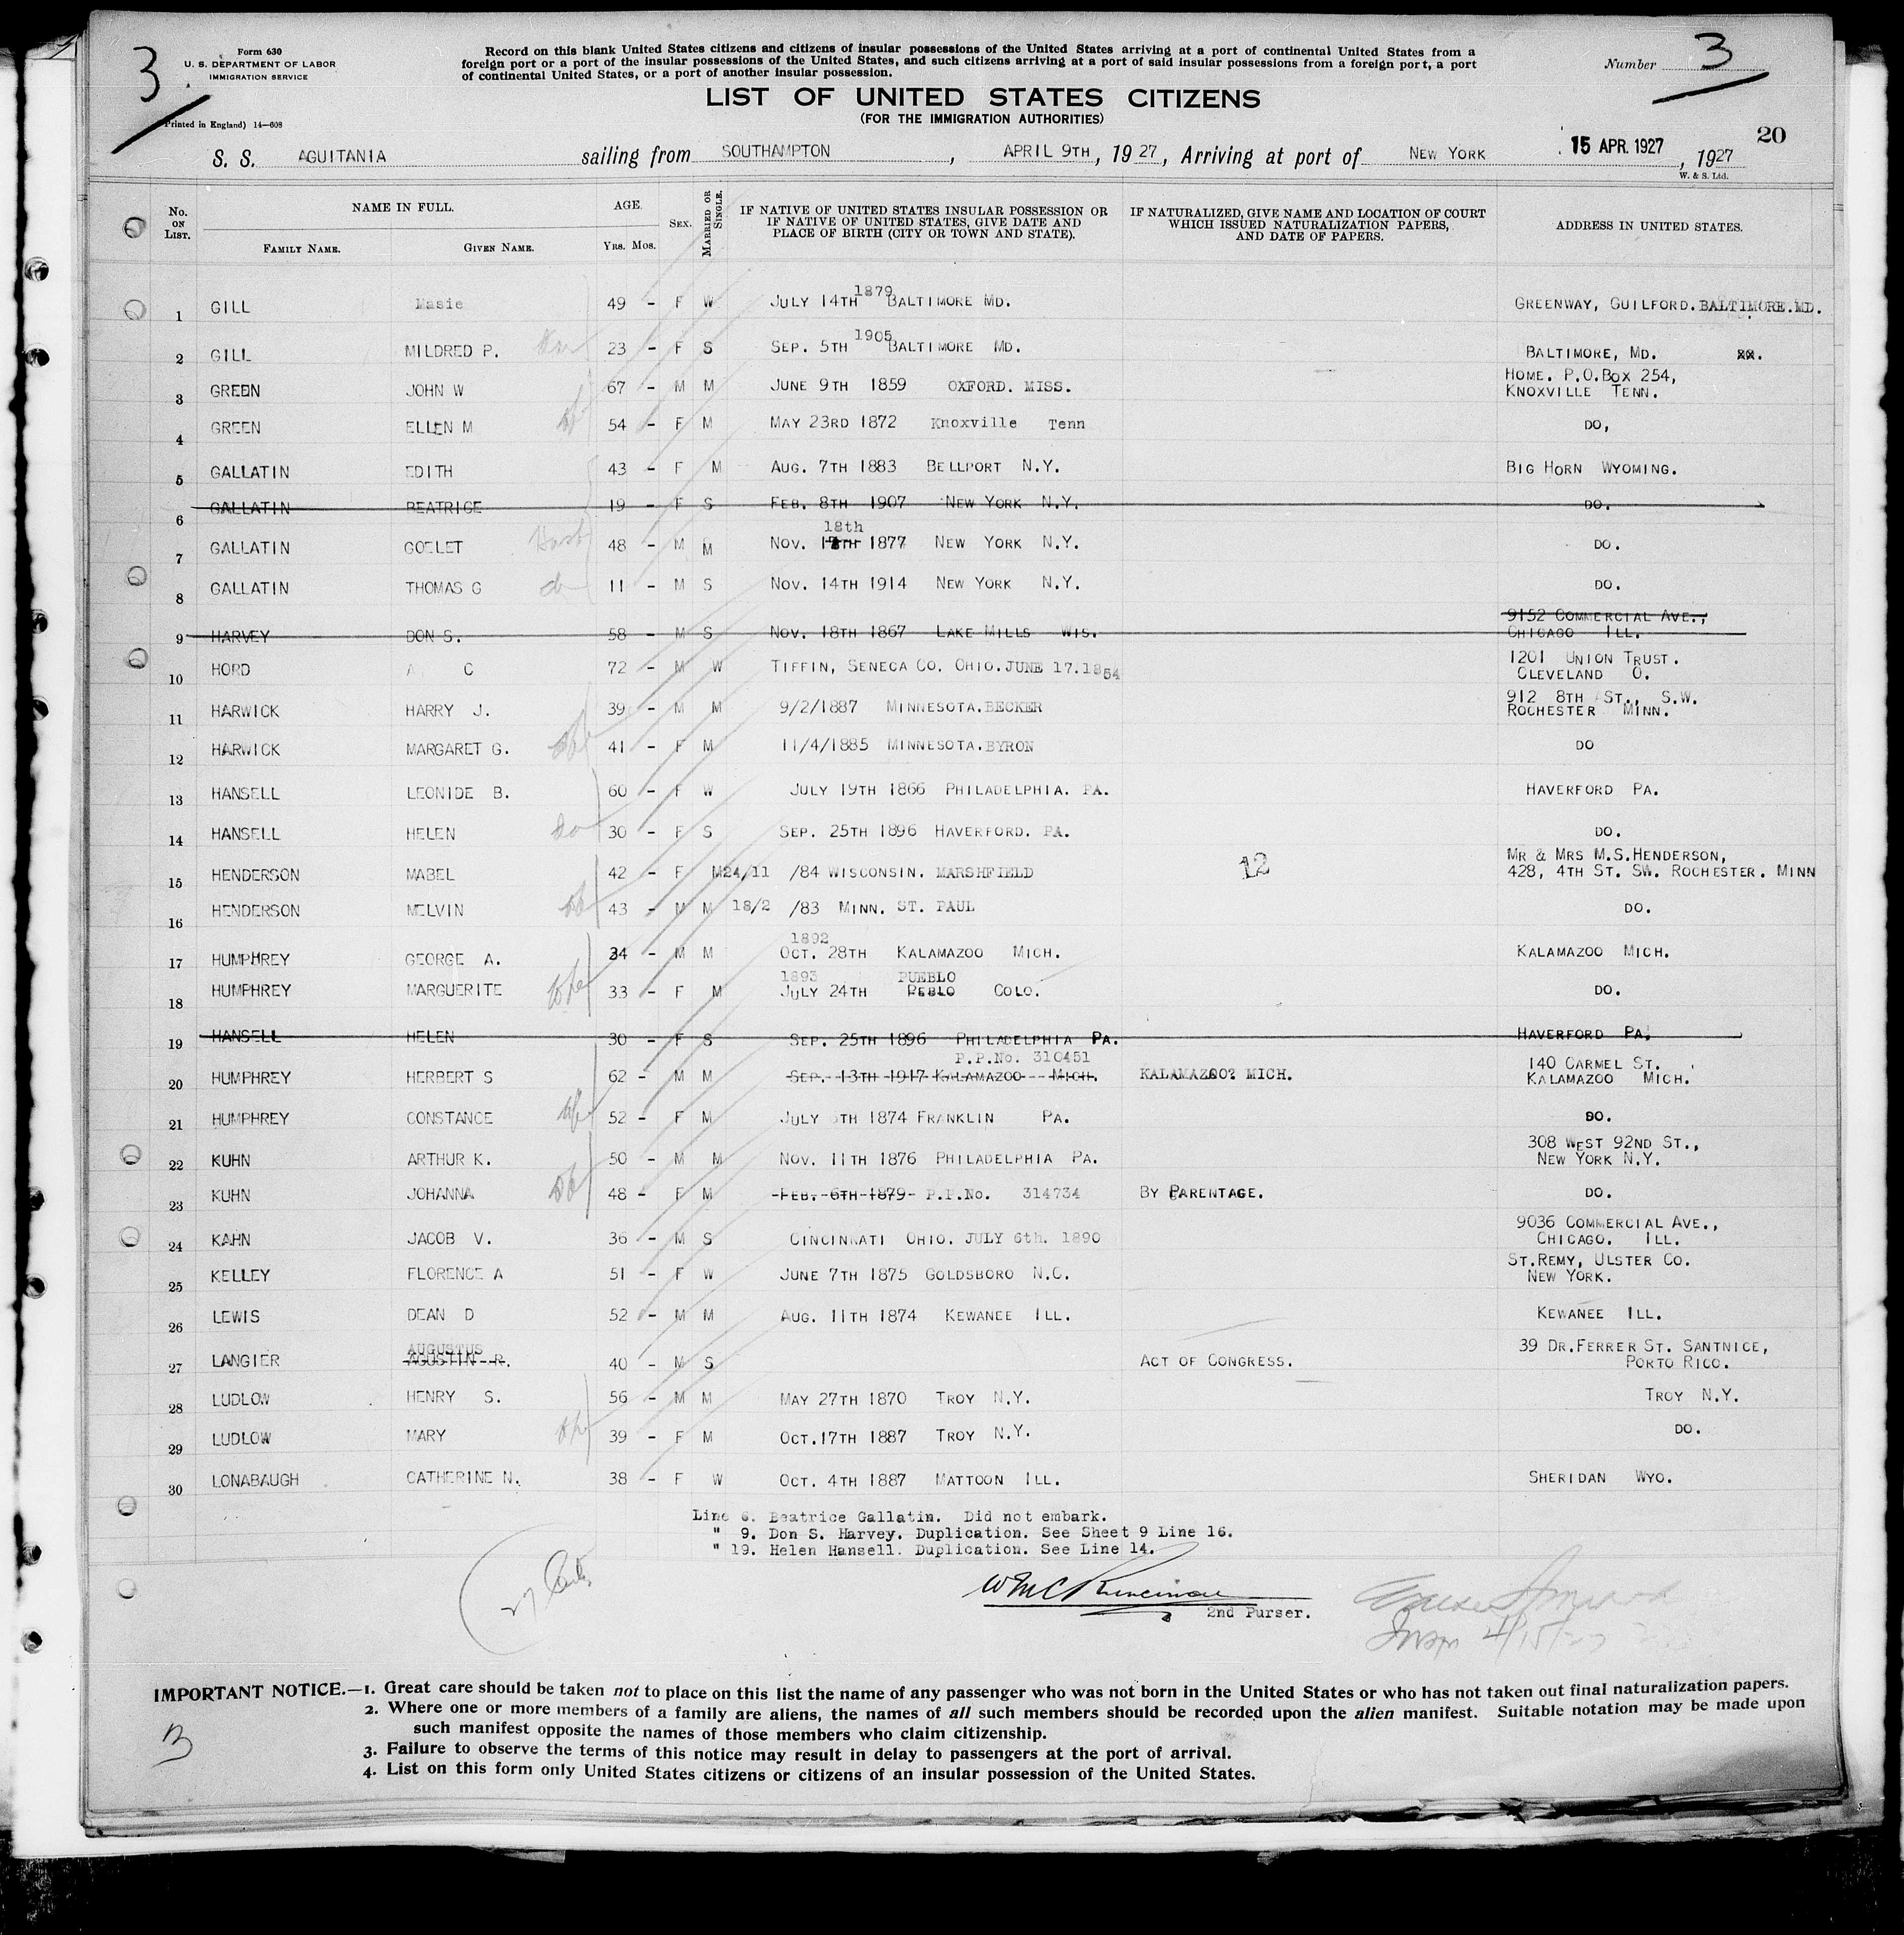 3
Form 630
U. S. DEPARTMENT OF LABOR
IMMIGRATION SERVICE
(Printed in England) 14—608
Record on this blank United States citizens and citizens of insular possessions of the United States arriving at a port of continental United States from a
foreign port or a port of the insular possessions of the United States, and such citizens arriving at a port of said insular possessions from a foreign port, a port
of continental United States, or a port of another insular possession.
Number 3
LIST OF UNITED STATES CITIZENS
(FOR THE IMMIGRATION AUTHORITIES)
20
S. S. AGUITANIA sailing from SOUTHAMPTON, APRIL 9TH, 1927, Arriving at port of NEW YORK 15 APR. 1927, 1927
W. & S. Ltd.
No. ON LIST. NAME IN FULL. FAMILY NAME. GIVEN NAME. AGE. YRS. MOS. SEX. MARRIED OR SINGLE. IF NATIVE OF UNITED STATES INSULAR POSSESSION OR IF NATIVE OF UNITED STATES, GIVE DATE AND PLACE OF BIRTH (CITY OR TOWN AND STATE). IF NATURALIZED, GIVE NAME AND LOCATION OF COURT WHICH ISSUED NATURALIZATION PAPERS, AND DATE OF PAPERS. ADDRESS IN UNITED STATES.
1 GILL Masie 49 - F W JULY 14TH 1879 BALTIMORE MD. GREENWAY, GUILFORD. BALTIMORE.MD.
2 GILL MILDRED P. 23 - F S SEP. 5TH 1905 BALTIMORE MD. BALTIMORE, MD.
3 GREEN JOHN W 67 - M M JUNE 9TH 1859 OXFORD. MISS. HOME. P.O.BOX 254, KNOXVILLE TENN.
4 GREEN ELLEN M 54 - F M MAY 23RD 1872 Knoxville Tenn DO,
5 GALLATIN EDITH 43 - F M AUG. 7TH 1883 BELLPORT N.Y. BIG HORN WYOMING.
6 GALLATIN BEATRICE 19 - F S FEB. 8TH 1907 NEW YORK N.Y. DO.
7 GALLATIN GOELET 48 - M M NOV. 18th 1877 NEW YORK N.Y. DO.
8 GALLATIN THOMAS G 11 - M S NOV. 14TH 1914 NEW YORK N.Y. DO.
9 HARVEY DON S. 58 - M S NOV. 18TH 1867 LAKE MILLS WIS. 9152 COMMERCIAL AVE., CHICAGO ILL.
10 HORD A C 72 - M W TIFFIN, SENECA CO. OHIO. JUNE 17.1854 1201 UNION TRUST. CLEVELAND O.
11 HARWICK HARRY J. 39 - M M 9/2/1887 MINNESOTA.BECKER 912 8TH ST., S.W. ROCHESTER MINN.
12 HARWICK MARGARET G. 41 - F M 11/4/1885 MINNESOTA.BYRON DO
13 HANSELL LEONIDE B. 60 - F W JULY 19TH 1866 PHILADELPHIA. PA. HAVERFORD PA.
14 HANSELL HELEN 30 - F S SEP. 25TH 1896 HAVERFORD. PA. DO.
15 HENDERSON MABEL 42 - F M 24/11 /84 WISCONSIN. MARSHFIELD 12 MR & MRS M.S.HENDERSON, 428, 4TH ST. SW. ROCHESTER. MINN
16 HENDERSON MELVIN 43 - M M 18/2 /83 MINN. ST. PAUL DO.
17 HUMPHREY GEORGE A. 34 - M M 1892 OCT. 28TH KALAMAZOO MICH. KALAMAZOO MICH.
18 HUMPHREY MARGUERITE 33 - F M 1893 JULY 24TH PUEBLO PEBLO COLO. DO.
19 HANSELL HELEN 30 - F S SEP. 25TH 1896 PHILADELPHIA PA. HAVERFORD PA.
20 HUMPHREY HERBERT S 62 - M M P.P.No. 310451 SEP. 13TH 1917 KALAMAZOO MICH. KALAMAZOO? MICH. 140 CARMEL ST. KALAMAZOO MICH.
21 HUMPHREY CONSTANCE 52 - F M JULY 5TH 1874 FRANKLIN PA. DO.
22 KUHN ARTHUR K. 50 - M M NOV. 11TH 1876 PHILADELPHIA PA. 308 WEST 92ND ST., NEW YORK N.Y.
23 KUHN JOHANNA 48 - F M FEB. 6TH 1879 P.P.No. 314734 BY PARENTAGE. DO.
24 KAHN JACOB V. 36 - M S CINCINNATI OHIO. JULY 6th. 1890 9036 COMMERCIAL AVE., CHICAGO. ILL.
25 KELLEY FLORENCE A 51 - F W JUNE 7TH 1875 GOLDSBORO N.C. ST.REMY, ULSTER CO. NEW YORK.
26 LEWIS DEAN D 52 - M M AUG. 11TH 1874 KEWANEE ILL. KEWANEE ILL.
27 LANGIER AUGUSTUS AGUSTIN R. 40 - M S ACT OF CONGRESS. 39 DR.FERRER ST. SANTNICE, PORTO RICO.
28 LUDLOW HENRY S. 56 - M M MAY 27TH 1870 TROY N.Y. TROY N.Y.
29 LUDLOW MARY 39 - F M OCT.17TH 1887 TROY N.Y. DO.
30 LONABAUGH CATHERINE N. 38 - F W OCT. 4TH 1887 MATTOON ILL. SHERIDAN WYO.
Line 6. Beatrice Gallatin. Did not embark.
" 9. Don S. Harvey. Duplication. See Sheet 9 Line 16.
" 19. Helen Hansell. Duplication. See Line 14.
2nd Purser.
4/15/27
IMPORTANT NOTICE.—1. Great care should be taken not to place on this list the name of any passenger who was not born in the United States or who has not taken out final naturalization papers.
2. Where one or more members of a family are aliens, the names of all such members should be recorded upon the alien manifest. Suitable notation may be made upon
such manifest opposite the names of those members who claim citizenship.
3. Failure to observe the terms of this notice may result in delay to passengers at the port of arrival.
4. List on this form only United States citizens or citizens of an insular possession of the United States.